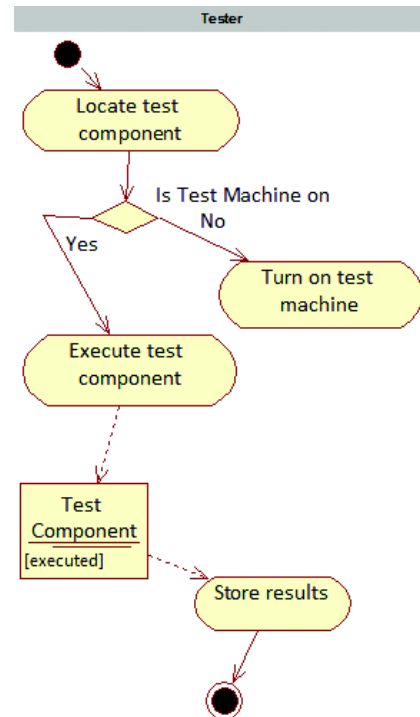 Tester
Locate test
component
Is Test Machine on
No
Yes
Turn on test
machine
Execute test
component
Test
Component
[executed]
Store results